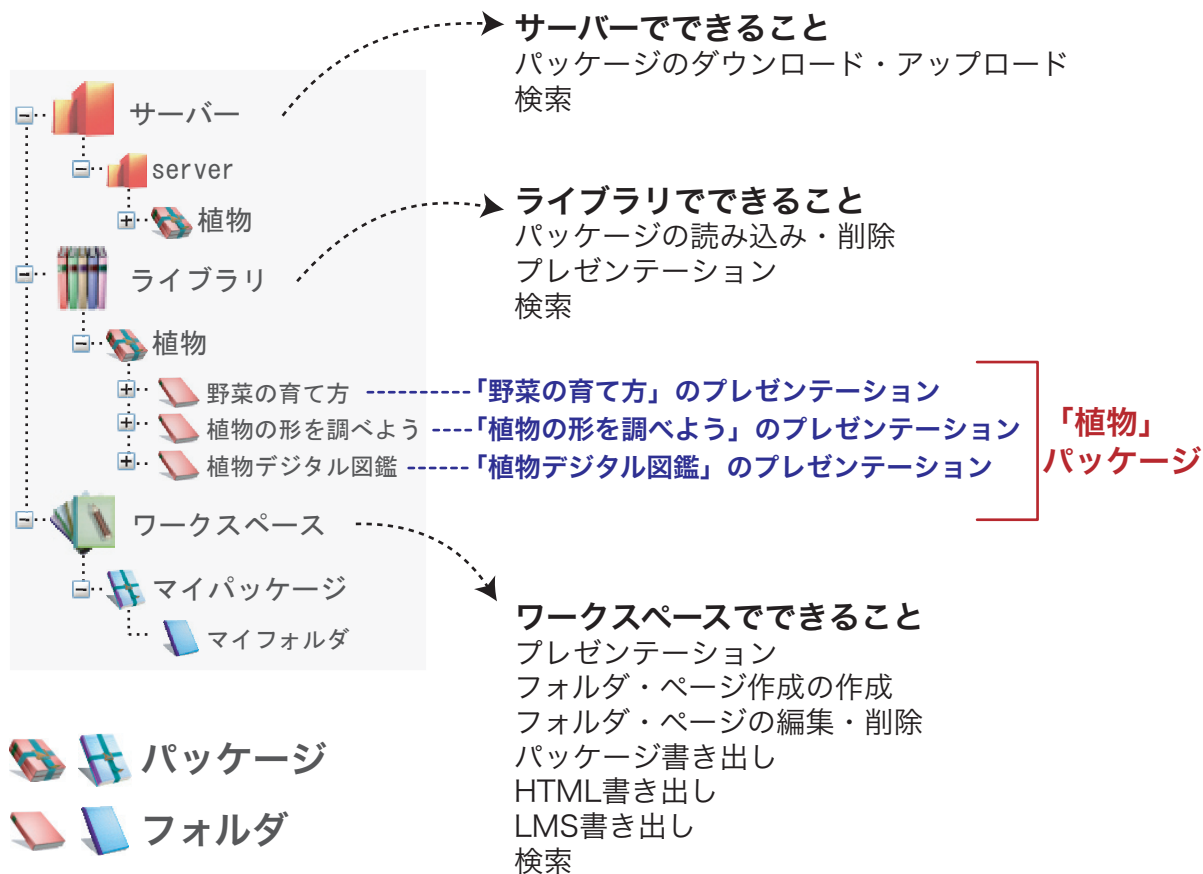 サーバーでできること
パッケージのダウンロード・アップロード
検索
サーバー
server
植物
ライブラリでできること
パッケージの読み込み・削除
プレゼンテーション
検索
ライブラリ
植物
野菜の育て方
「野菜の育て方」のプレゼンテーション
植物の形を調べよう
「植物の形を調べよう」のプレゼンテーション
植物デジタル図鑑
「植物デジタル図鑑」のプレゼンテーション
「植物」
パッケージ
ワークスペース
マイパッケージ
マイフォルダ
ワークスペースでできること
プレゼンテーション
フォルダ・ページ作成の作成
フォルダ・ページの編集・削除
パッケージ書き出し
HTML書き出し
LMS書き出し
検索
パッケージ
フォルダ